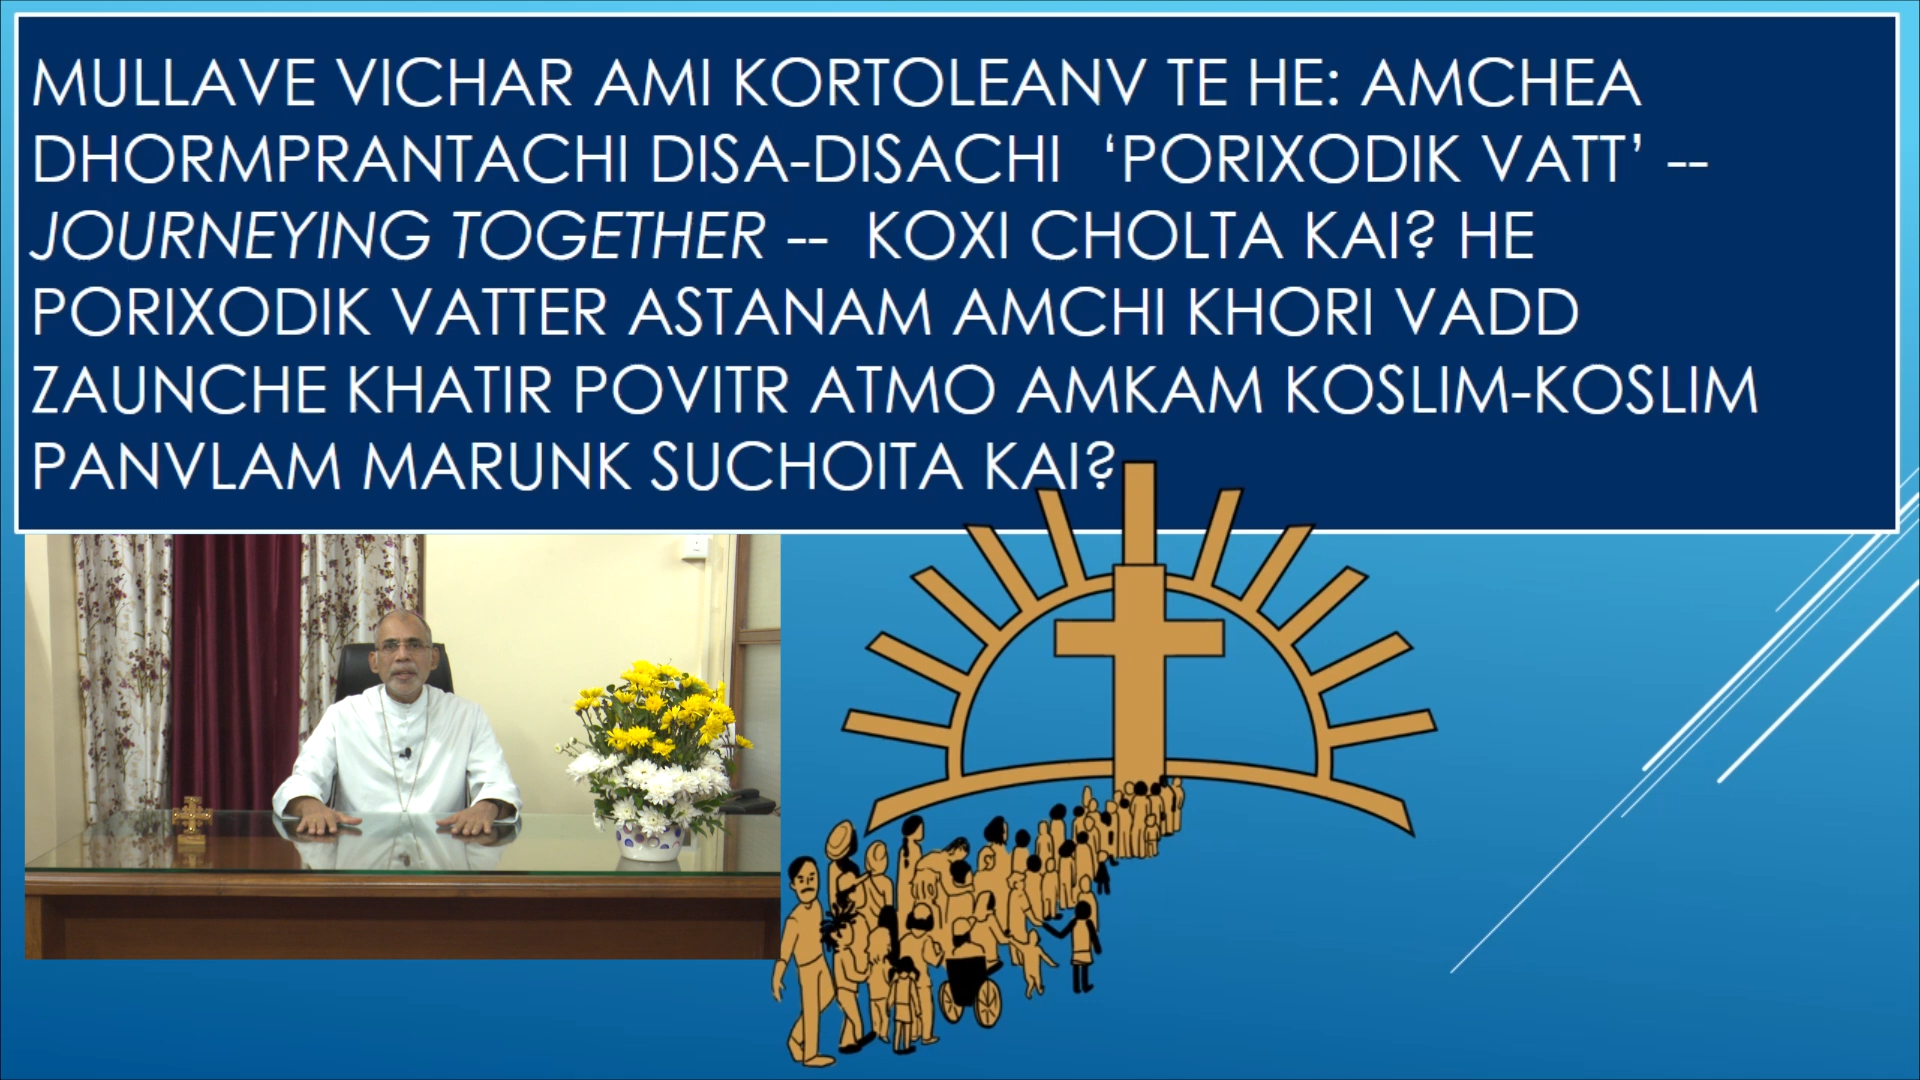 MULLAVE VICHAR AMI KORTOLEANV TE HE: AMCHEA
DHORMPRANTACHI DISA-DISACHI ‘PORIXODIK VATT’ --
JOURNEYING TOGETHER -- KOXI CHOLTA KAI? HE
PORIXODIK VATTER ASTANAM AMCHI KHORI VADD
ZAUNCHE KHATIR POVITR ATMO AMKAM KOSLIM-KOSLIM
PANVLAM MARUNK SUCHOITA KAI?